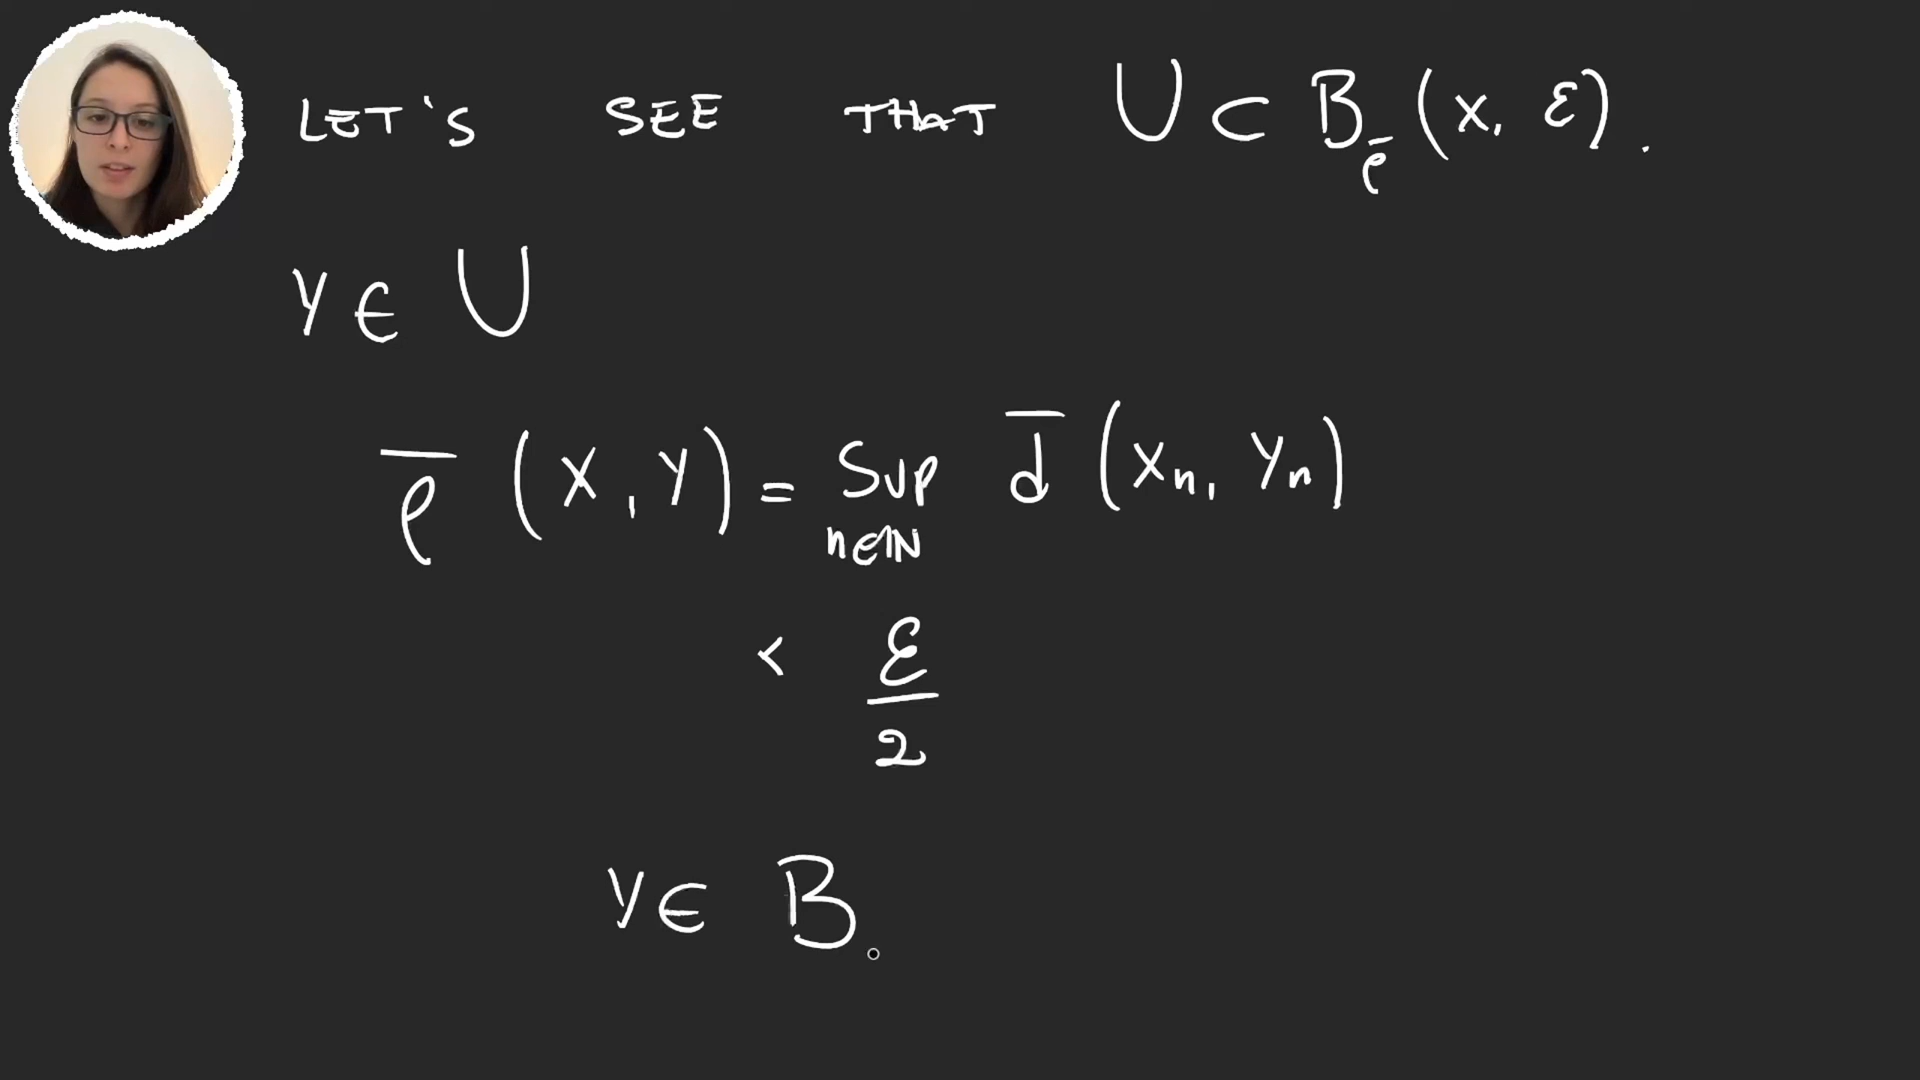 LET'S SEE THAT U ⊂ B_ρ̄ (x, ε).
y ∈ U
ρ̄ (x, y) = sup_{n∈ℕ} d̄ (xₙ, yₙ)
< ε/2
y ∈ B